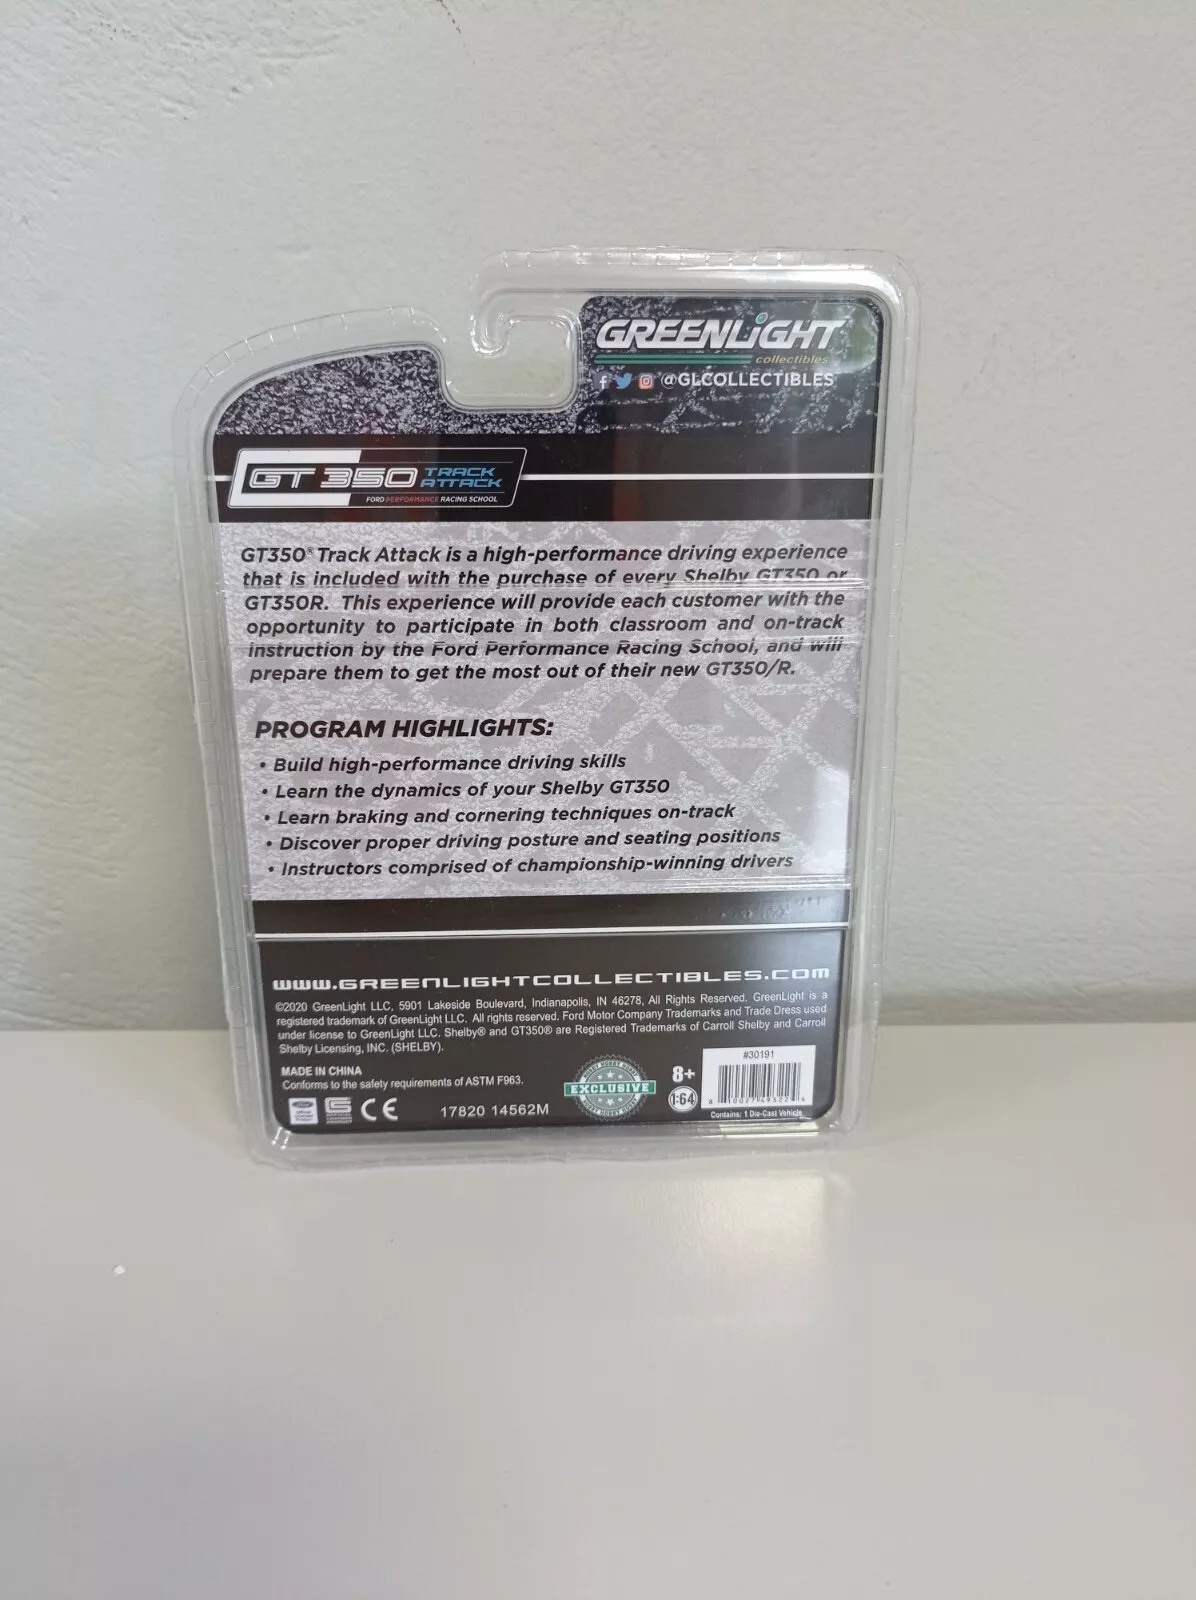 GREENLiGHT
collectibles
@GLCOLLECTIBLES
GT 350 TRACK ATTACK
FORD PERFORMANCE RACING SCHOOL
GT350® Track Attack is a high-performance driving experience
that is included with the purchase of every Shelby GT350 or
GT350R. This experience will provide each customer with the
opportunity to participate in both classroom and on-track
instruction by the Ford Performance Racing School, and will
prepare them to get the most out of their new GT350/R.
PROGRAM HIGHLIGHTS:
• Build high-performance driving skills
• Learn the dynamics of your Shelby GT350
• Learn braking and cornering techniques on-track
• Discover proper driving posture and seating positions
• Instructors comprised of championship-winning drivers
www.GREENLIGHTCOLLECTIBLES.com
©2020 GreenLight LLC, 5901 Lakeside Boulevard, Indianapolis, IN 46278, All Rights Reserved. GreenLight is a
registered trademark of GreenLight LLC. All rights reserved. Ford Motor Company Trademarks and Trade Dress used
under license to GreenLight LLC. Shelby® and GT350® are Registered Trademarks of Carroll Shelby and Carroll
Shelby Licensing, INC. (SHELBY).
MADE IN CHINA
Conforms to the safety requirements of ASTM F963.
CE
17820 14562M
HOBBY HOBBY HOBBY
EXCLUSIVE
8+
1:64
#30191
Contains: 1 Die-Cast Vehicle